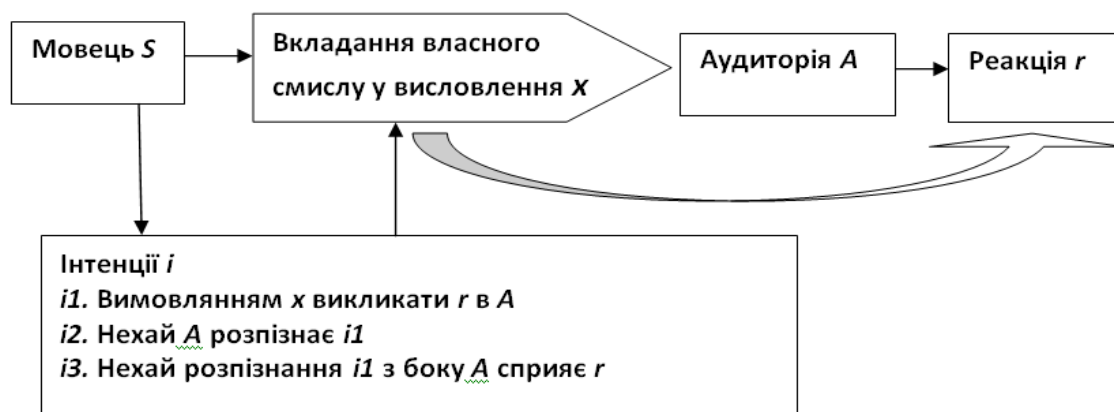 Мовець S
Вкладання власного
смислу у висловлення x
Аудиторія A
Реакція r
Інтенції i
i1. Вимовлянням x викликати r в A
i2. Нехай A розпізнає i1
i3. Нехай розпізнання i1 з боку A сприяє r